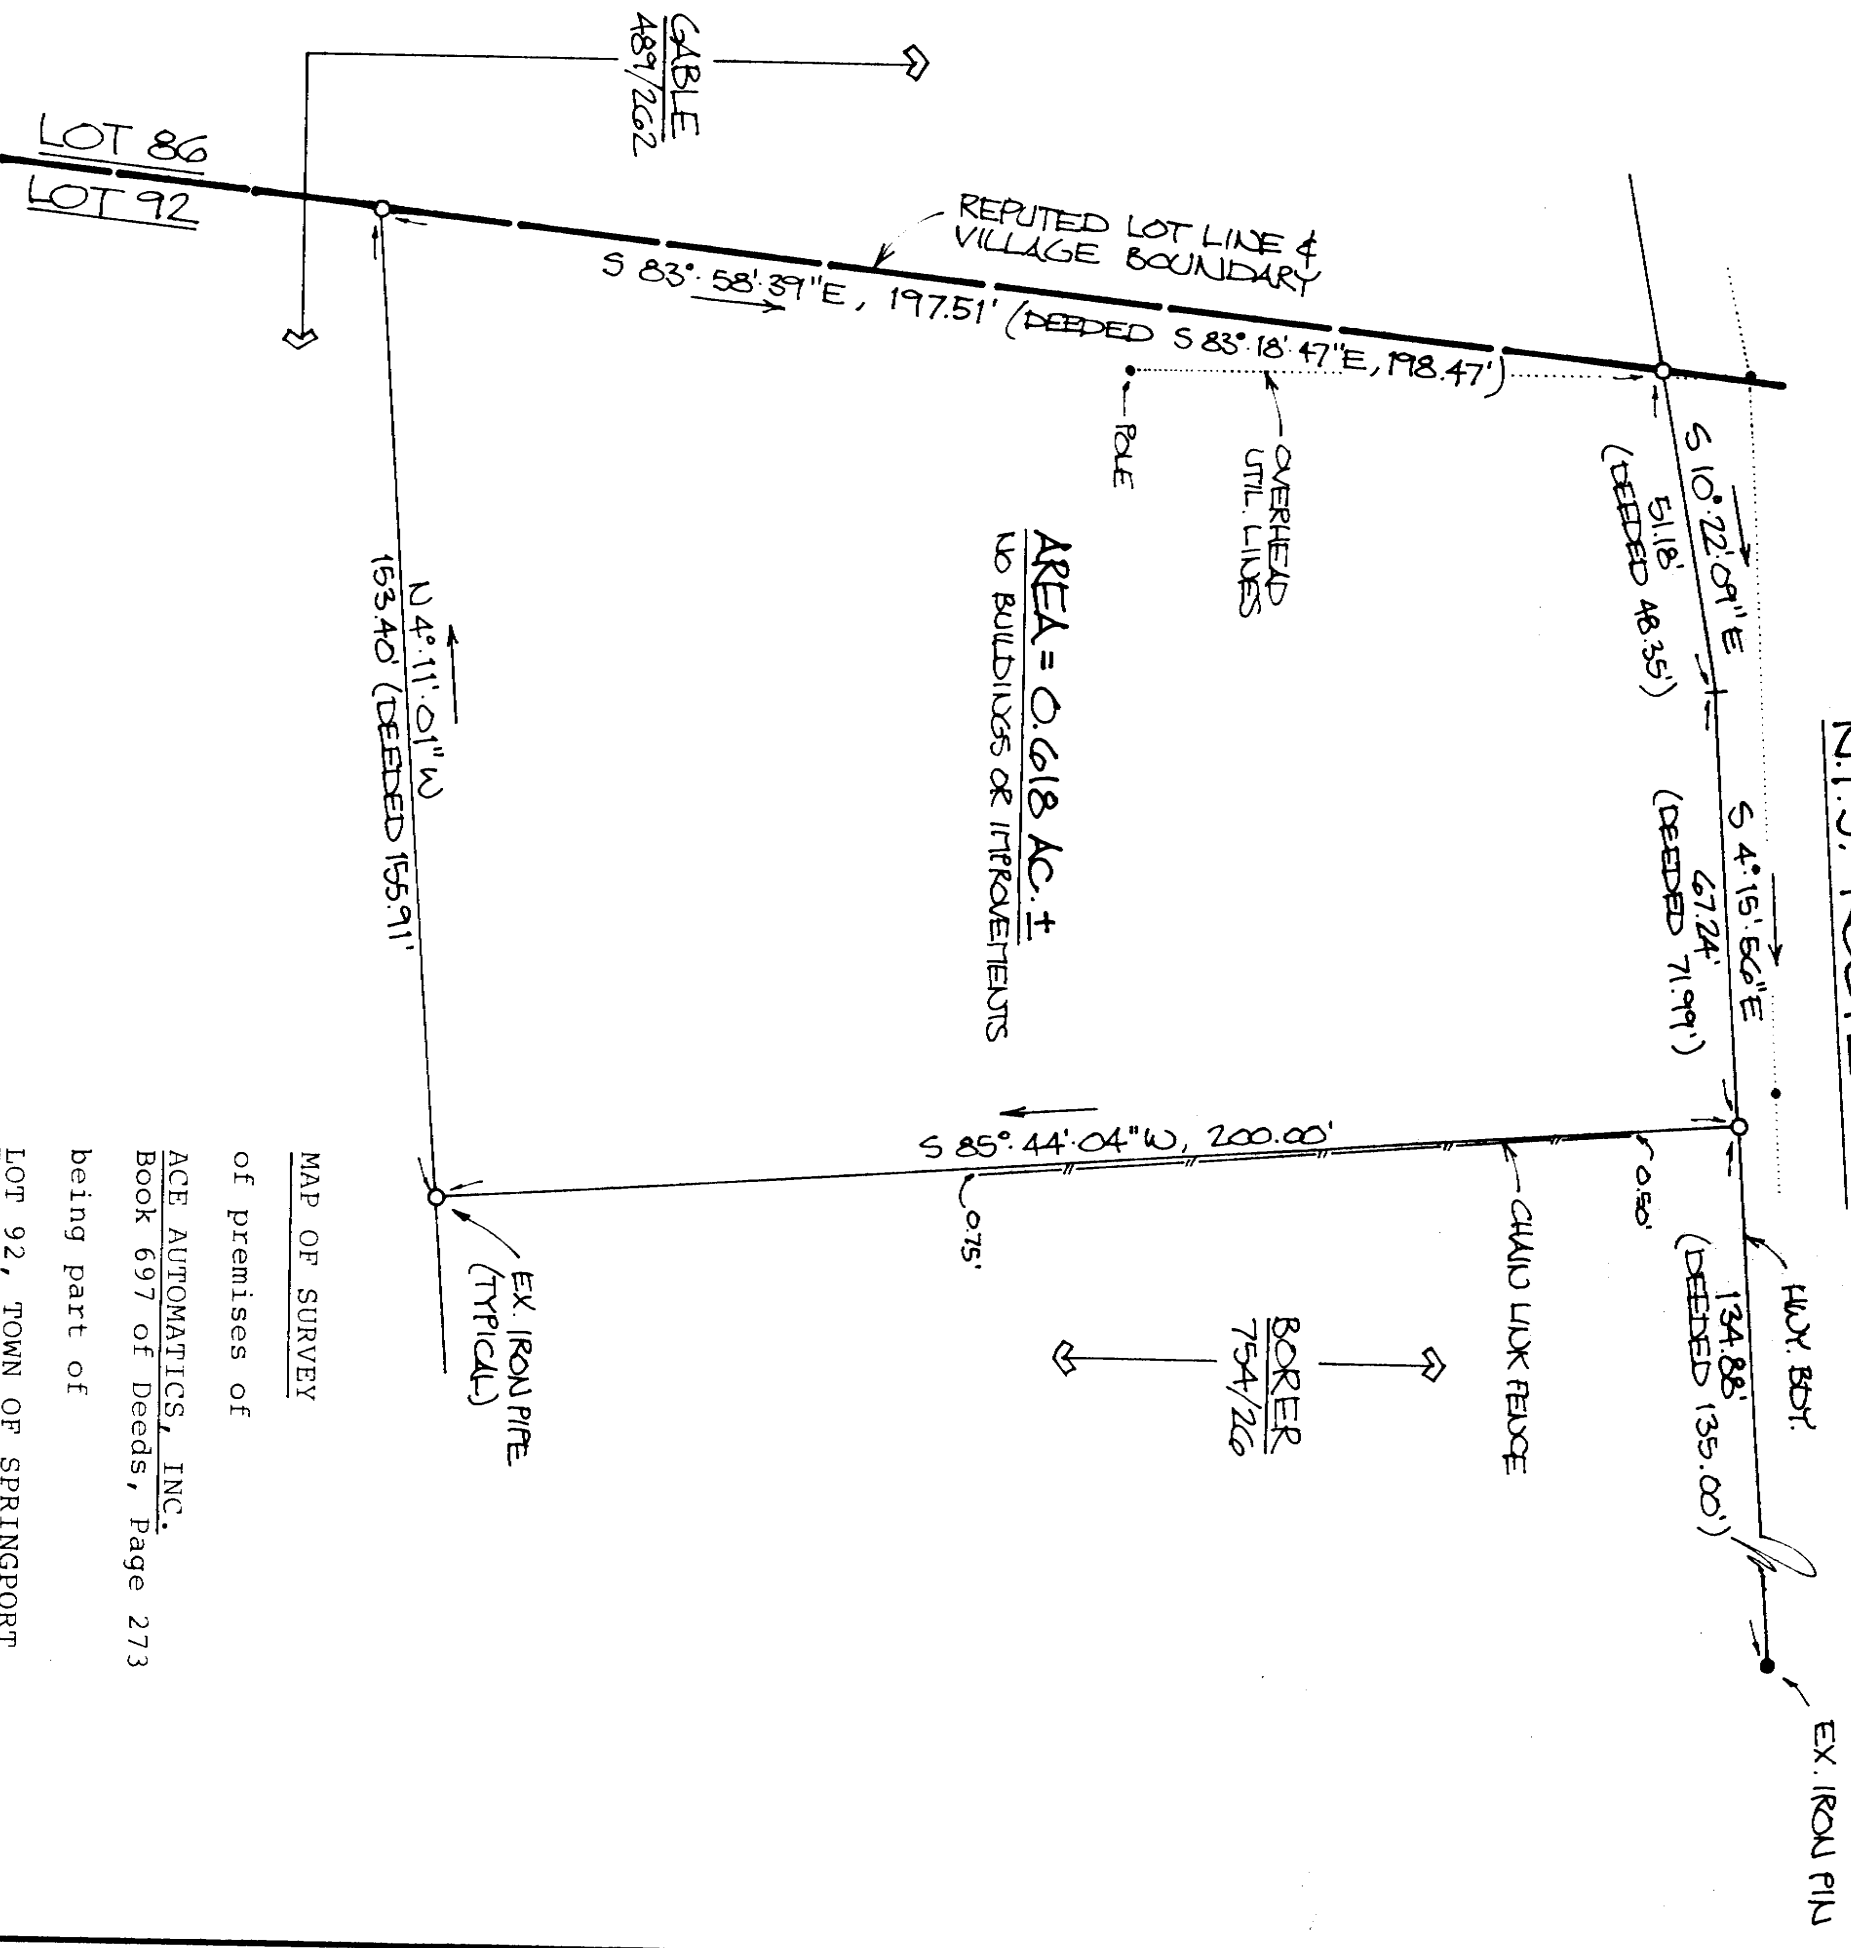 GABLE
489/262
LOT 86
LOT 92
REPUTED LOT LINE &
VILLAGE BOUNDARY
S 83°·58'·39"E, 197.51' (DEEDED S 83°·18'·47"E, 198.47')
POLE
OVERHEAD
UTIL. LINES
S 10°·22'·09"E
51.18'
(DEEDED 48.35')
S 4°·15'·56"E
67.24'
(DEEDED 71.99')
AREA = 0.618 AC. ±
NO BUILDINGS OR IMPROVEMENTS
N 4°·11'·01"W
153.40' (DEEDED 155.91'
S 85°·44'·04"W, 200.00'
0.50'
0.75'
CHAIN LINK FENCE
HWY. BDY.
134.88'
(DEEDED 135.00')
BORER
754/26
EX. IRON PIPE
(TYPICAL)
EX. IRON PIN
MAP OF SURVEY
of premises of
ACE AUTOMATICS, INC.
Book 697 of Deeds, Page 273
being part of
LOT 92, TOWN OF SPRINGPORT